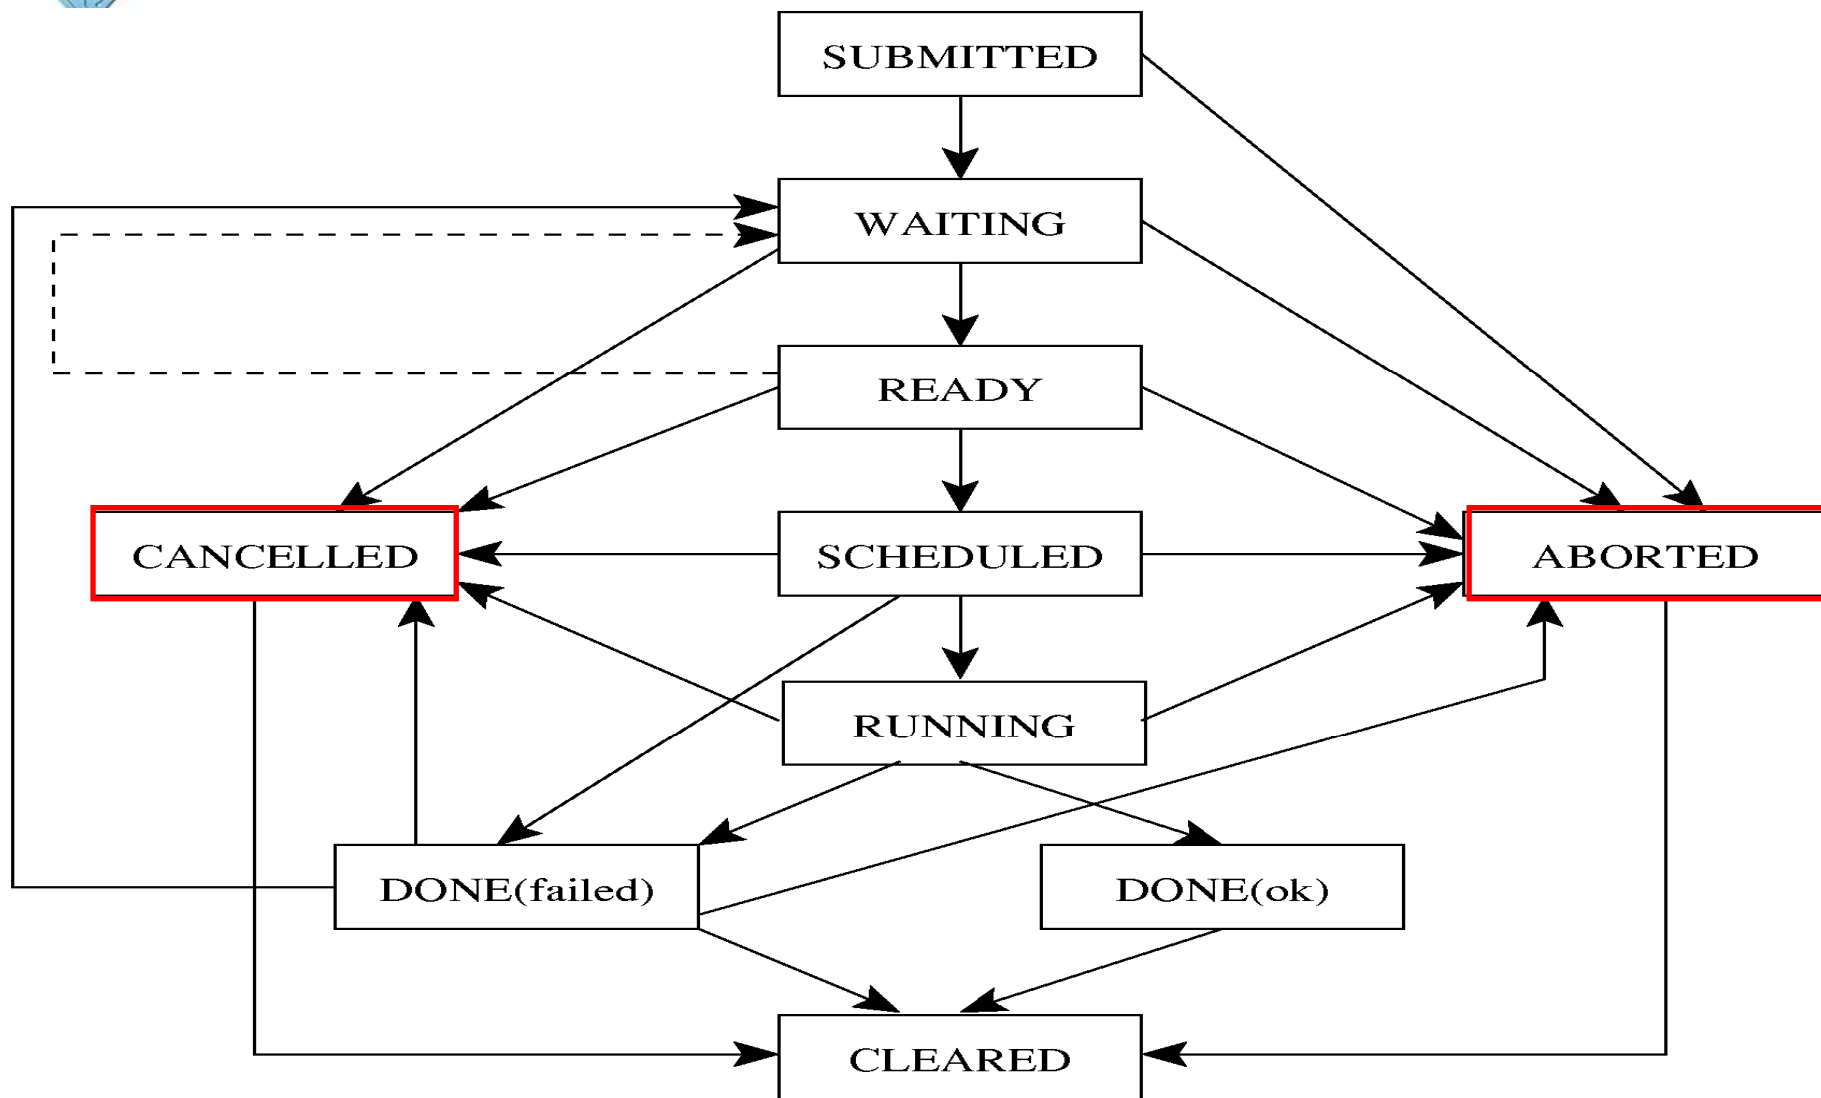 SUBMITTED
WAITING
READY
CANCELLED
SCHEDULED
ABORTED
RUNNING
DONE(failed)
DONE(ok)
CLEARED